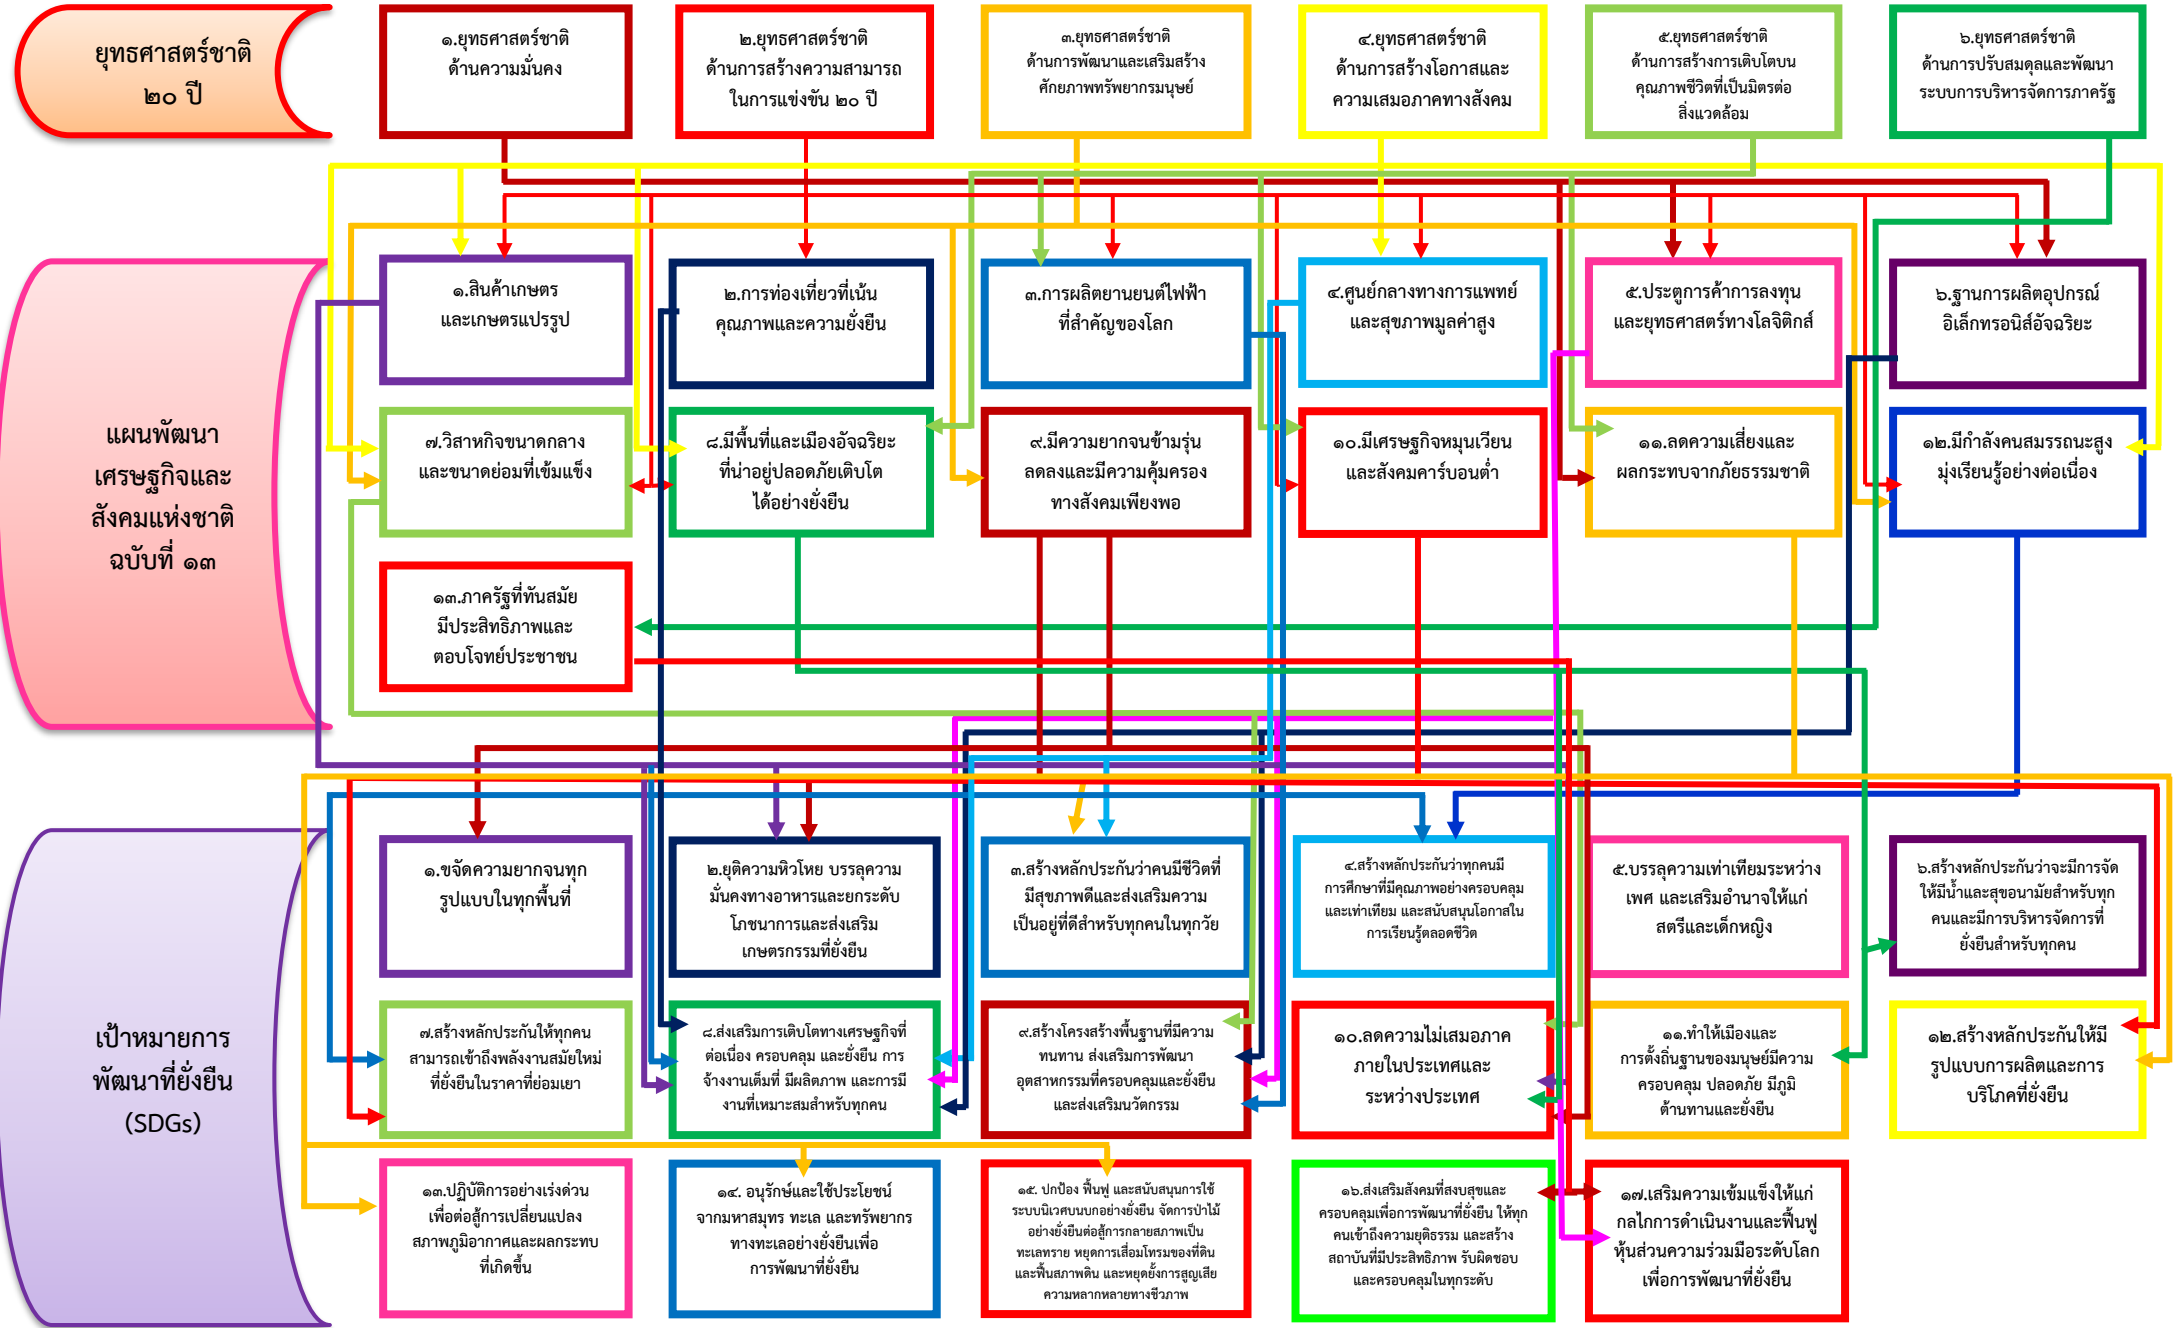 ยุทธศาสตร์ชาติ
๒๐ ปี
๑.ยุทธศาสตร์ชาติ
ด้านความมั่นคง
๒.ยุทธศาสตร์ชาติ
ด้านการสร้างความสามารถ
ในการแข่งขัน ๒๐ ปี
๓.ยุทธศาสตร์ชาติ
ด้านการพัฒนาและเสริมสร้าง
ศักยภาพทรัพยากรมนุษย์
๔.ยุทธศาสตร์ชาติ
ด้านการสร้างโอกาสและ
ความเสมอภาคทางสังคม
๕.ยุทธศาสตร์ชาติ
ด้านการสร้างการเติบโตบน
คุณภาพชีวิตที่เป็นมิตรต่อ
สิ่งแวดล้อม
๖.ยุทธศาสตร์ชาติ
ด้านการปรับสมดุลและพัฒนา
ระบบการบริหารจัดการภาครัฐ
แผนพัฒนา
เศรษฐกิจและ
สังคมแห่งชาติ
ฉบับที่ ๑๓
๑.สินค้าเกษตร
และเกษตรแปรรูป
๒.การท่องเที่ยวที่เน้น
คุณภาพและความยั่งยืน
๓.การผลิตยานยนต์ไฟฟ้า
ที่สำคัญของโลก
๔.ศูนย์กลางทางการแพทย์
และสุขภาพมูลค่าสูง
๕.ประตูการค้าการลงทุน
และยุทธศาสตร์ทางโลจิติกส์
๖.ฐานการผลิตอุปกรณ์
อิเล็กทรอนิส์อัจฉริยะ
๗.วิสาหกิจขนาดกลาง
และขนาดย่อมที่เข้มแข็ง
๘.มีพื้นที่และเมืองอัจฉริยะ
ที่น่าอยู่ปลอดภัยเติบโต
ได้อย่างยั่งยืน
๙.มีความยากจนข้ามรุ่น
ลดลงและมีความคุ้มครอง
ทางสังคมเพียงพอ
๑๐.มีเศรษฐกิจหมุนเวียน
และสังคมคาร์บอนต่ำ
๑๑.ลดความเสี่ยงและ
ผลกระทบจากภัยธรรมชาติ
๑๒.มีกำลังคนสมรรถนะสูง
มุ่งเรียนรู้อย่างต่อเนื่อง
๑๓.ภาครัฐที่ทันสมัย
มีประสิทธิภาพและ
ตอบโจทย์ประชาชน
เป้าหมายการ
พัฒนาที่ยั่งยืน
(SDGs)
๑.ขจัดความยากจนทุก
รูปแบบในทุกพื้นที่
๒.ยุติความหิวโหย บรรลุความ
มั่นคงทางอาหารและยกระดับ
โภชนาการและส่งเสริม
เกษตรกรรมที่ยั่งยืน
๓.สร้างหลักประกันว่าคนมีชีวิตที่
มีสุขภาพดีและส่งเสริมความ
เป็นอยู่ที่ดีสำหรับทุกคนในทุกวัย
๔.สร้างหลักประกันว่าทุกคนมี
การศึกษาที่มีคุณภาพอย่างครอบคลุม
และเท่าเทียม และสนับสนุนโอกาสใน
การเรียนรู้ตลอดชีวิต
๕.บรรลุความเท่าเทียมระหว่าง
เพศ และเสริมอำนาจให้แก่
สตรีและเด็กหญิง
๖.สร้างหลักประกันว่าจะมีการจัด
ให้มีน้ำและสุขอนามัยสำหรับทุก
คนและมีการบริหารจัดการที่
ยั่งยืนสำหรับทุกคน
๗.สร้างหลักประกันให้ทุกคน
สามารถเข้าถึงพลังงานสมัยใหม่
ที่ยั่งยืนในราคาที่ย่อมเยา
๘.ส่งเสริมการเติบโตทางเศรษฐกิจที่
ต่อเนื่อง ครอบคลุม และยั่งยืน การ
จ้างงานเต็มที่ มีผลิตภาพ และการมี
งานที่เหมาะสมสำหรับทุกคน
๙.สร้างโครงสร้างพื้นฐานที่มีความ
ทนทาน ส่งเสริมการพัฒนา
อุตสาหกรรมที่ครอบคลุมและยั่งยืน
และส่งเสริมนวัตกรรม
๑๐.ลดความไม่เสมอภาค
ภายในประเทศและ
ระหว่างประเทศ
๑๑.ทำให้เมืองและ
การตั้งถิ่นฐานของมนุษย์มีความ
ครอบคลุม ปลอดภัย มีภูมิ
ต้านทานและยั่งยืน
๑๒.สร้างหลักประกันให้มี
รูปแบบการผลิตและการ
บริโภคที่ยั่งยืน
๑๓.ปฏิบัติการอย่างเร่งด่วน
เพื่อต่อสู้การเปลี่ยนแปลง
สภาพภูมิอากาศและผลกระทบ
ที่เกิดขึ้น
๑๔. อนุรักษ์และใช้ประโยชน์
จากมหาสมุทร ทะเล และทรัพยากร
ทางทะเลอย่างยั่งยืนเพื่อ
การพัฒนาที่ยั่งยืน
๑๕. ปกป้อง ฟื้นฟู และสนับสนุนการใช้
ระบบนิเวศบนบกอย่างยั่งยืน จัดการป่าไม้
อย่างยั่งยืนต่อสู้การกลายสภาพเป็น
ทะเลทราย หยุดการเสื่อมโทรมของที่ดิน
และฟื้นสภาพดิน และหยุดยั้งการสูญเสีย
ความหลากหลายทางชีวภาพ
๑๖.ส่งเสริมสังคมที่สงบสุขและ
ครอบคลุมเพื่อการพัฒนาที่ยั่งยืน ให้ทุก
คนเข้าถึงความยุติธรรม และสร้าง
สถาบันที่มีประสิทธิภาพ รับผิดชอบ
และครอบคลุมในทุกระดับ
๑๗.เสริมความเข้มแข็งให้แก่
กลไกการดำเนินงานและฟื้นฟู
หุ้นส่วนความร่วมมือระดับโลก
เพื่อการพัฒนาที่ยั่งยืน